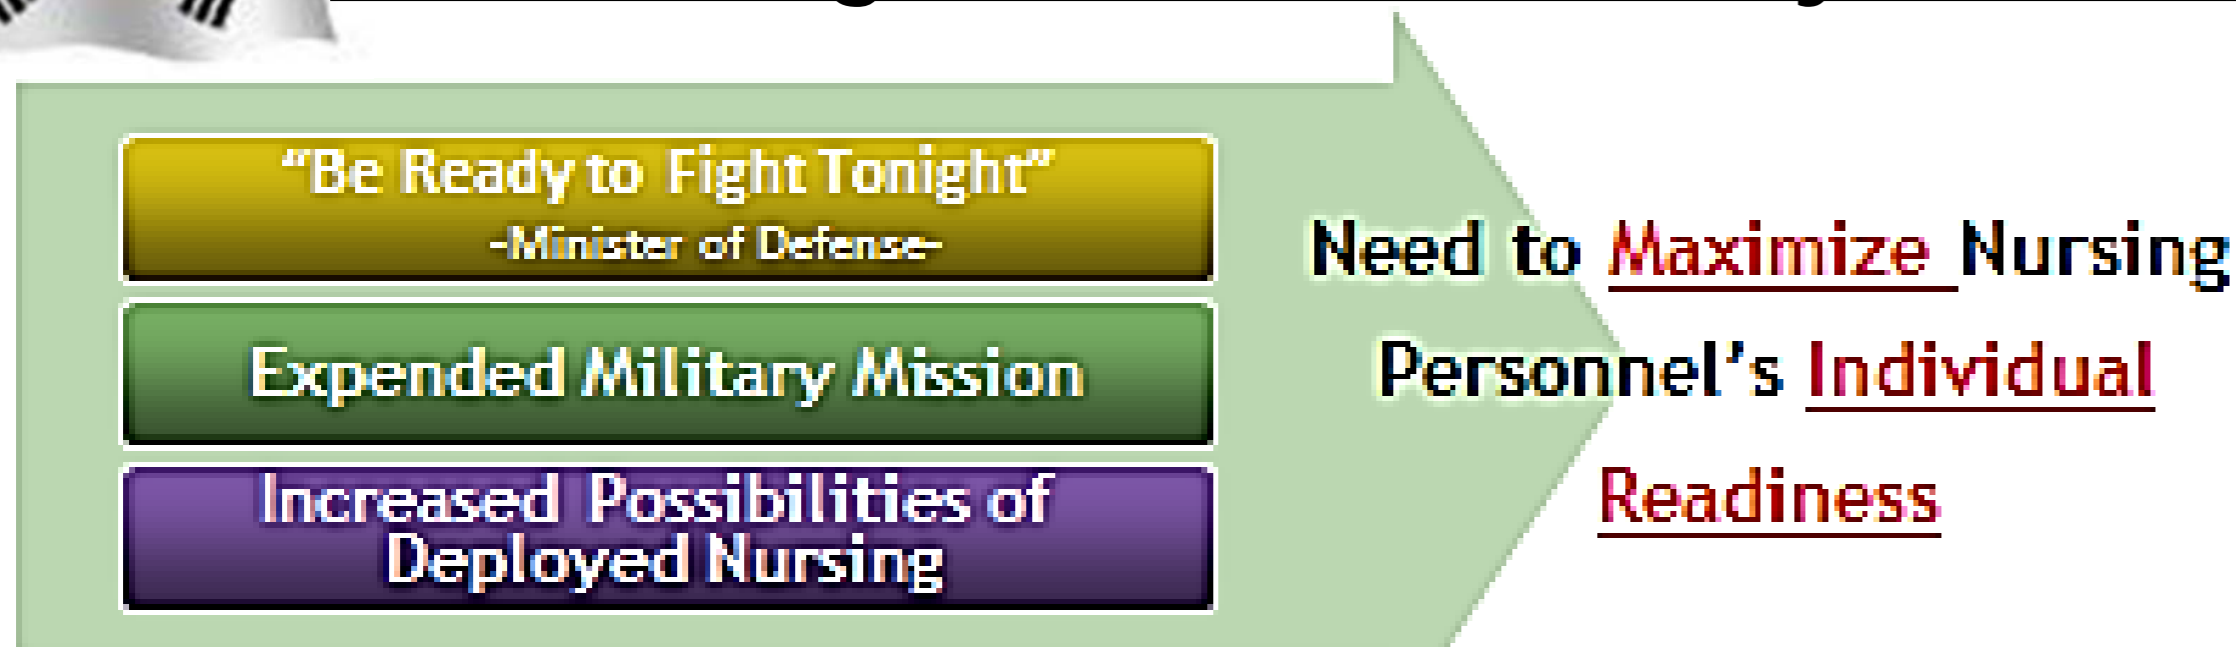 “Be Ready to Fight Tonight”
-Minister of Defense-
Expended Military Mission
Increased Possibilities of
Deployed Nursing
Need to Maximize Nursing
Personnel’s Individual
Readiness